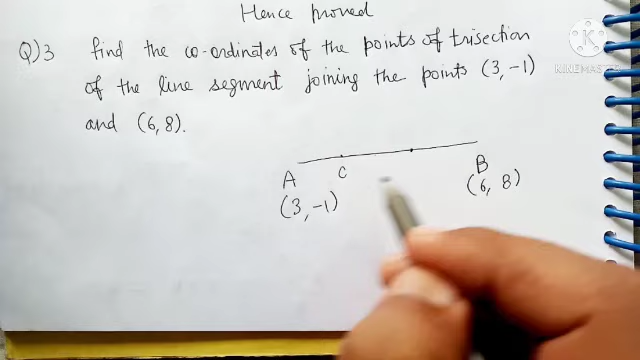 Hence proved
Q)3 find the co-ordinates of the points of trisection
of the line segment joining the points (3,-1)
and (6,8).
A C B
(3,-1) (6, 8)
K
KINEMASTER